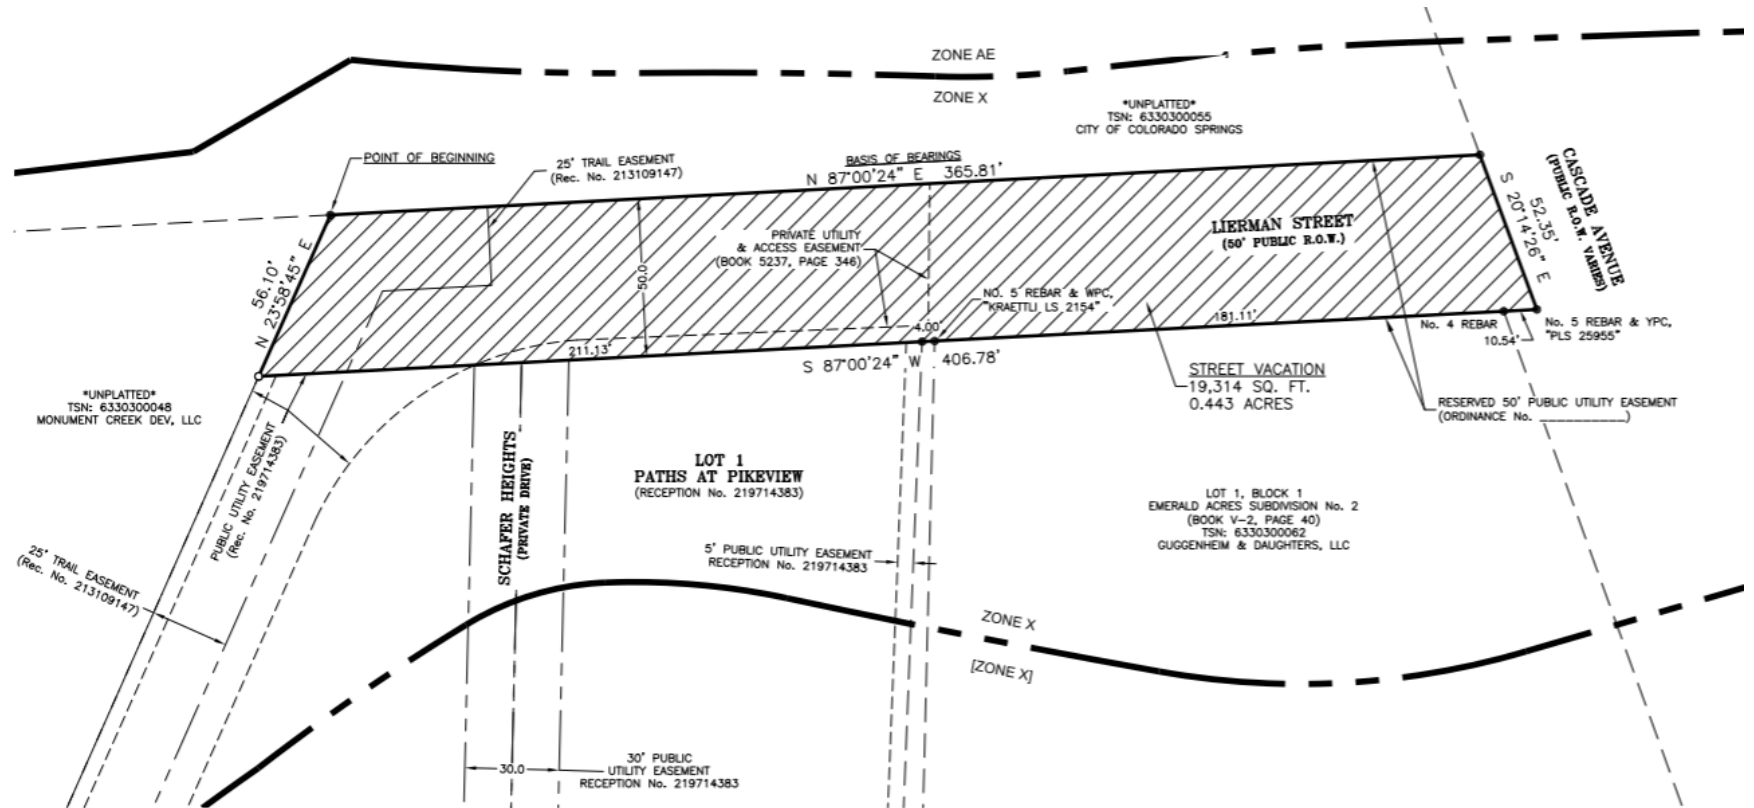 ZONE AE
ZONE X
*UNPLATTED*
TSN: 6330300055
CITY OF COLORADO SPRINGS
POINT OF BEGINNING
25' TRAIL EASEMENT
(Rec. No. 213109147)
BASIS OF BEARINGS
N 87°00'24" E 365.81'
CASCADE AVENUE
(PUBLIC R.O.W. VARIES)
52.35'
S 20°14'26" E
LIERMAN STREET
(50' PUBLIC R.O.W.)
PRIVATE UTILITY
& ACCESS EASEMENT
(BOOK 5237, PAGE 346)
56.10'
N 23°58'45" E
50.0
NO. 5 REBAR & WPC,
"KRAETTLI LS 2154"
4.00'
181.11'
No. 4 REBAR
10.54'
No. 5 REBAR & YPC,
"PLS 25955"
211.13'
S 87°00'24" W 406.78'
STREET VACATION
19,314 SQ. FT.
0.443 ACRES
RESERVED 50' PUBLIC UTILITY EASEMENT
(ORDINANCE No. __________)
*UNPLATTED*
TSN: 6330300048
MONUMENT CREEK DEV, LLC
PUBLIC UTILITY EASEMENT
(Rec. No. 219714383)
SCHAFER HEIGHTS
(PRIVATE DRIVE)
LOT 1
PATHS AT PIKEVIEW
(RECEPTION No. 219714383)
LOT 1, BLOCK 1
EMERALD ACRES SUBDIVISION No. 2
(BOOK V-2, PAGE 40)
TSN: 6330300062
GUGGENHEIM & DAUGHTERS, LLC
25' TRAIL EASEMENT
(Rec. No. 213109147)
5' PUBLIC UTILITY EASEMENT
RECEPTION No. 219714383
ZONE X
[ZONE X]
30.0
30' PUBLIC
UTILITY EASEMENT
RECEPTION No. 219714383